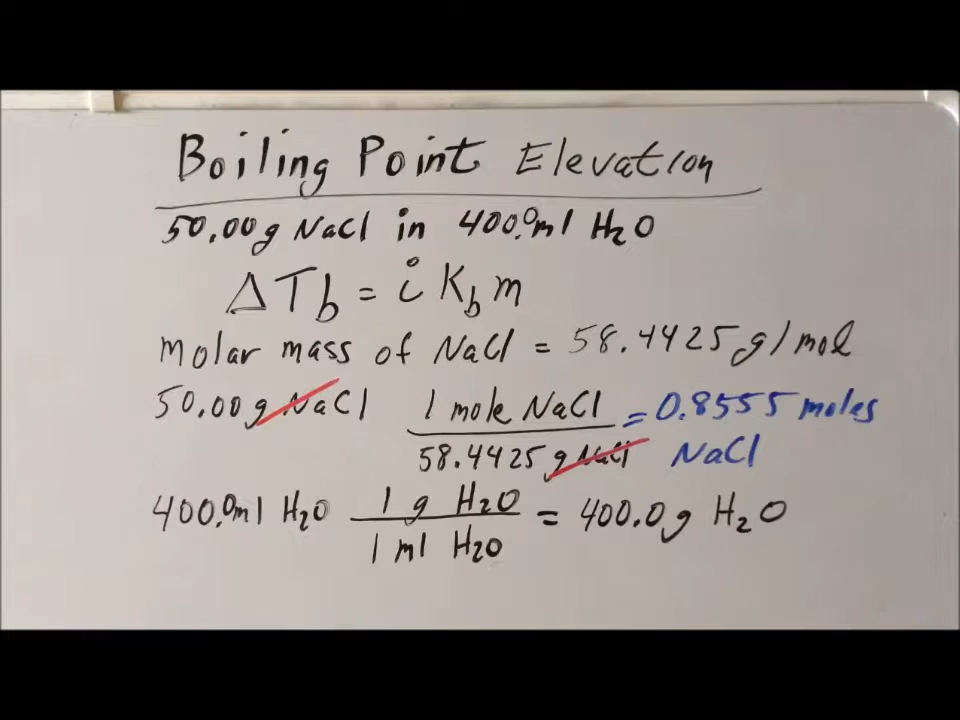 Boiling Point Elevation
50.00g NaCl in 400.0ml H₂O
ΔTb = i Kb m
molar mass of NaCl = 58.4425 g/mol
50.00g NaCl 1 mole NaCl = 0.8555 moles
58.4425 g NaCl NaCl
400.0ml H₂O 1 g H₂O = 400.0g H₂O
1 ml H₂O